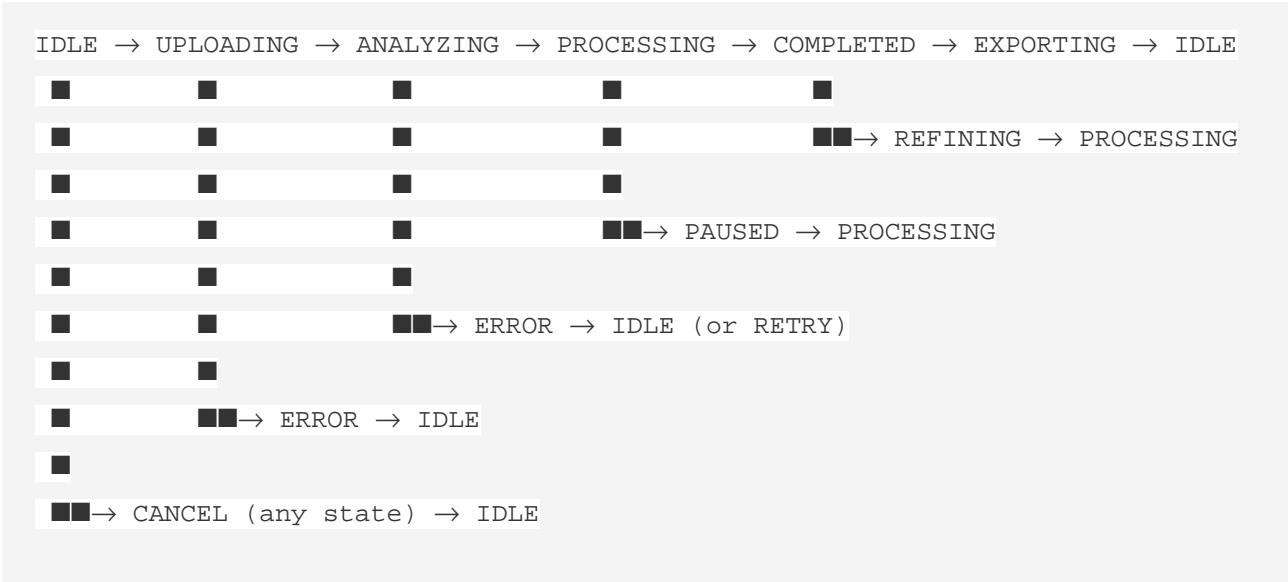 IDLE → UPLOADING → ANALYZING → PROCESSING → COMPLETED → EXPORTING → IDLE
■ ■ ■ ■ ■
■ ■ ■ ■ ■■→ REFINING → PROCESSING
■ ■ ■ ■
■ ■ ■ ■■→ PAUSED → PROCESSING
■ ■ ■
■ ■ ■■→ ERROR → IDLE (or RETRY)
■ ■
■ ■■→ ERROR → IDLE
■
■■→ CANCEL (any state) → IDLE